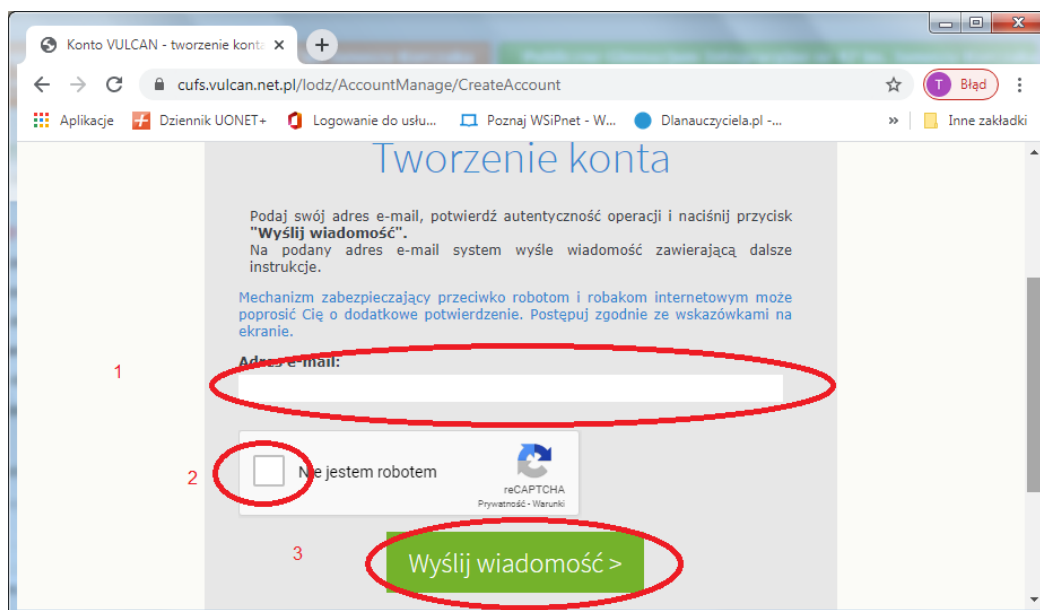 Konto VULCAN - tworzenie konta
cufs.vulcan.net.pl/lodz/AccountManage/CreateAccount
T Błąd
Aplikacje Dziennik UONET+ Logowanie do usłu... Poznaj WSiPnet - W... Dlanauczyciela.pl -... » Inne zakładki
Tworzenie konta
Podaj swój adres e-mail, potwierdź autentyczność operacji i naciśnij przycisk
"Wyślij wiadomość".
Na podany adres e-mail system wyśle wiadomość zawierającą dalsze
instrukcje.
Mechanizm zabezpieczający przeciwko robotom i robakom internetowym może
poprosić Cię o dodatkowe potwierdzenie. Postępuj zgodnie ze wskazówkami na
ekranie.
Adres e-mail:
1
2
Nie jestem robotem
reCAPTCHA
Prywatność - Warunki
3
Wyślij wiadomość >